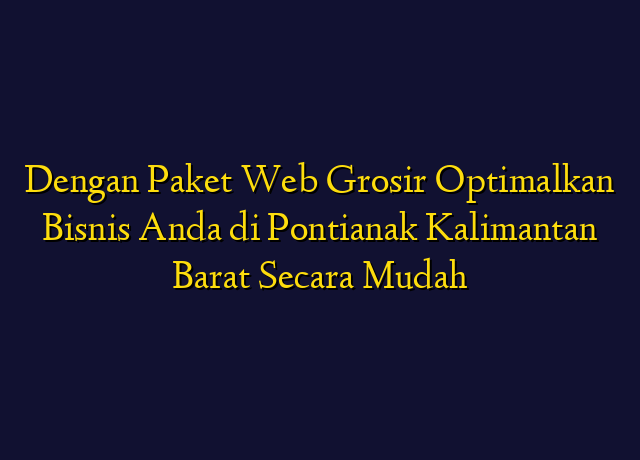 Dengan Paket Web Grosir Optimalkan
Bisnis Anda di Pontianak Kalimantan
Barat Secara Mudah